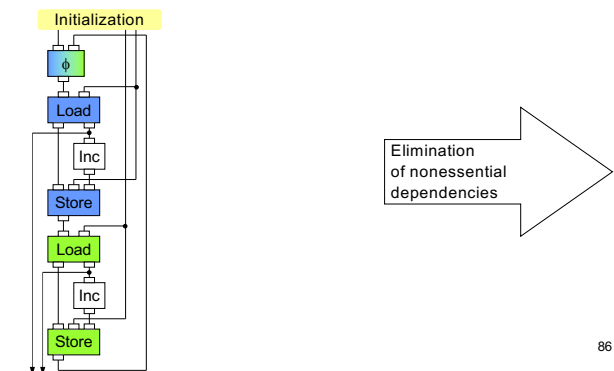 Initialization
ϕ
Load
Inc
Store
Load
Inc
Store
Elimination
of nonessential
dependencies
86